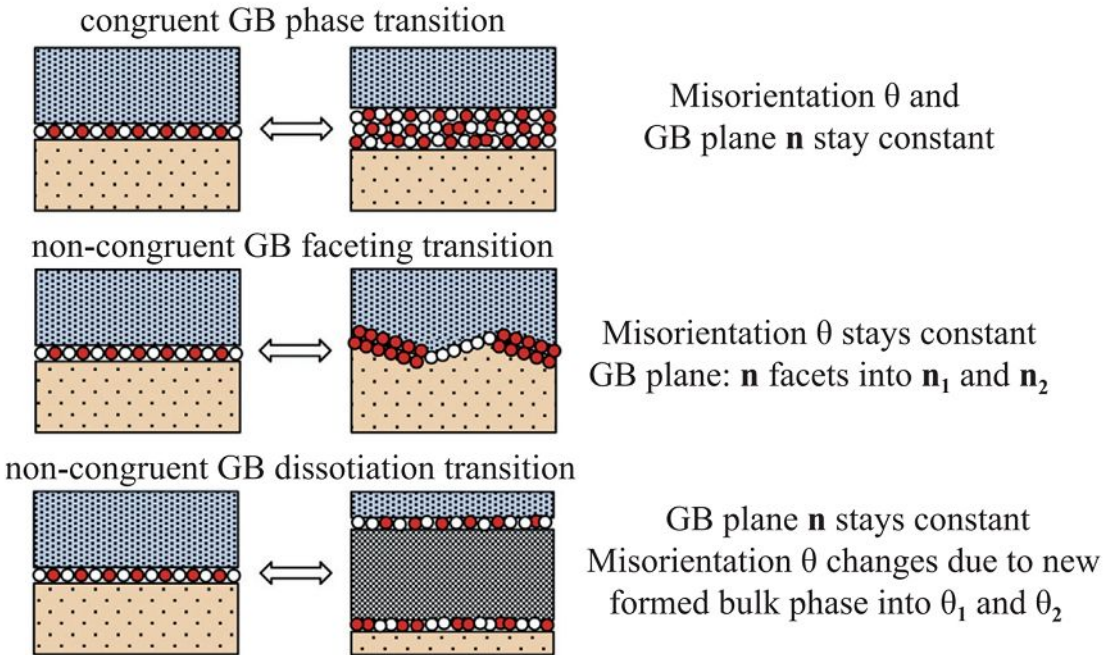 congruent GB phase transition
Misorientation θ and
GB plane n stay constant
non-congruent GB faceting transition
Misorientation θ stays constant
GB plane: n facets into n₁ and n₂
non-congruent GB dissotiation transition
GB plane n stays constant
Misorientation θ changes due to new
formed bulk phase into θ₁ and θ₂